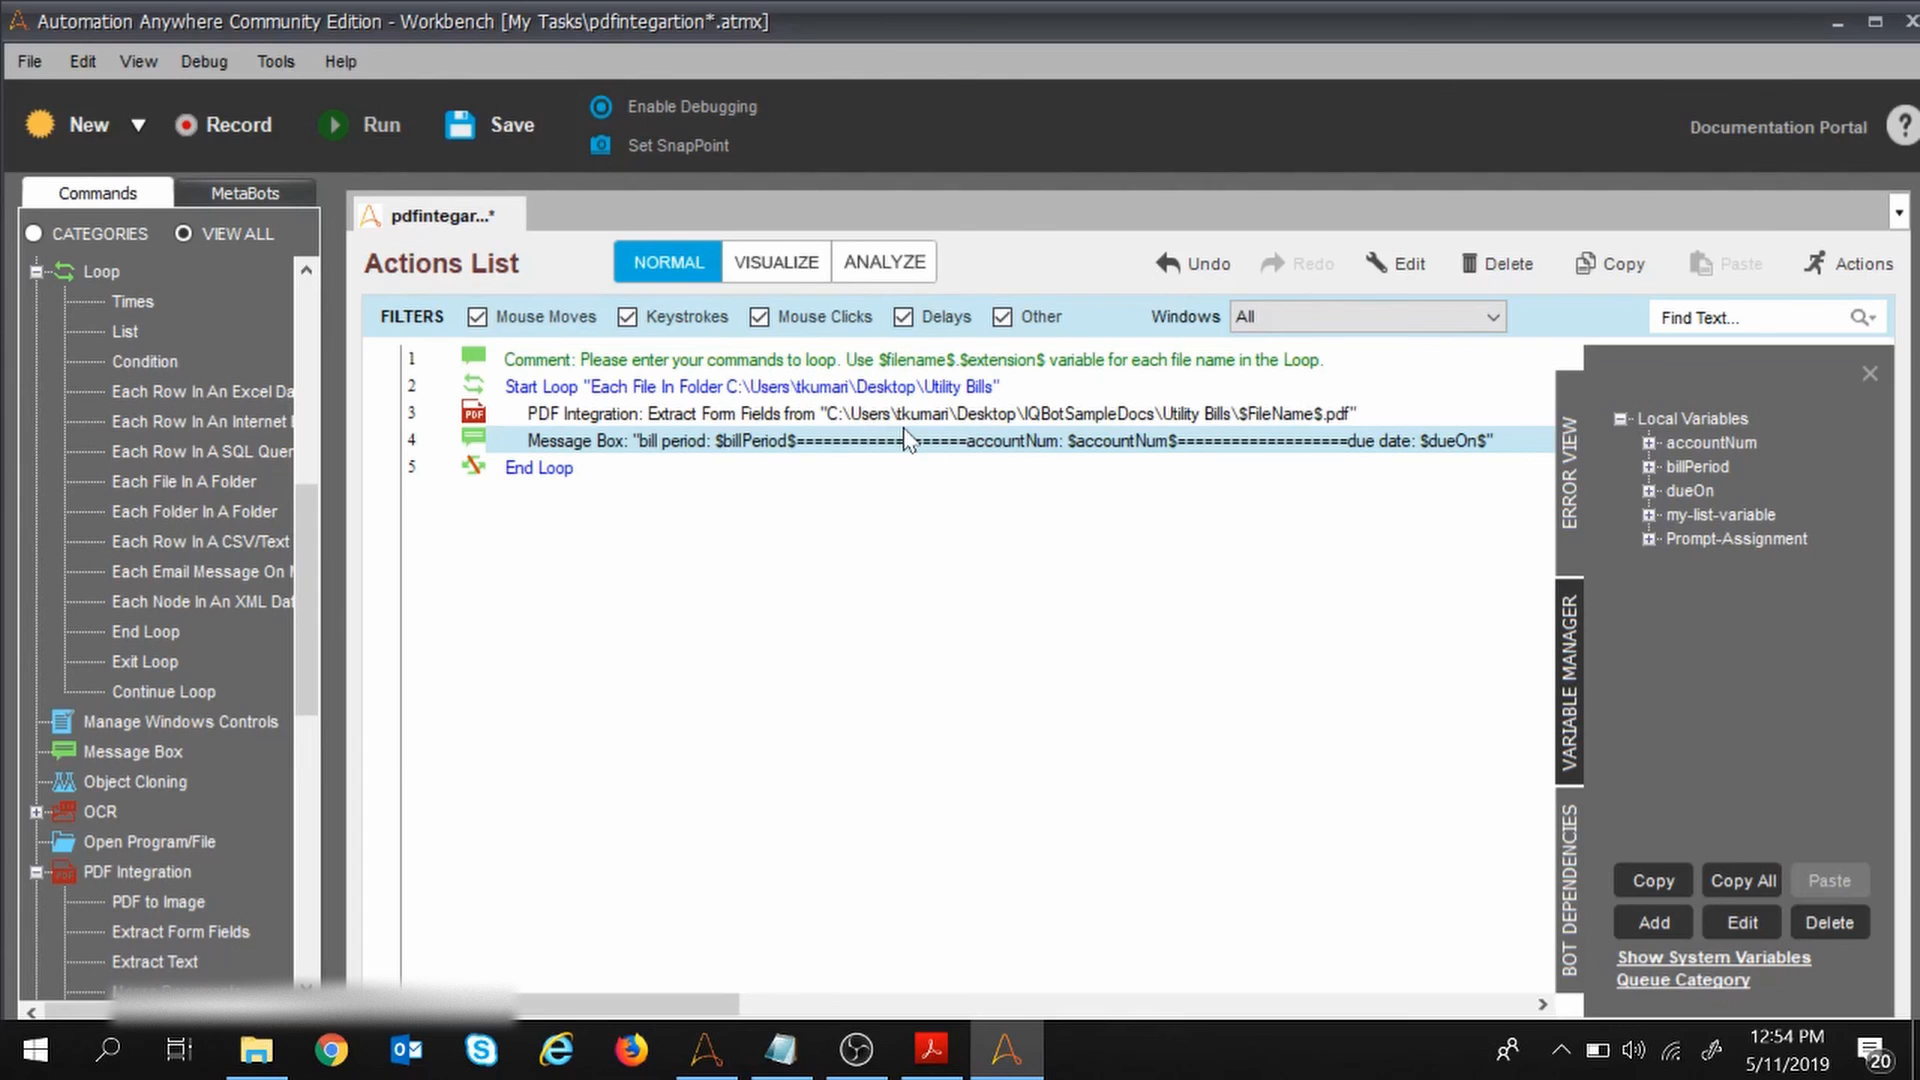 Automation Anywhere Community Edition - Workbench [My Tasks\pdfintegartion*.atmx]
File Edit View Debug Tools Help
New Record Run Save
Enable Debugging
Set SnapPoint
Documentation Portal
?
Commands MetaBots
CATEGORIES VIEW ALL
Loop
Times
List
Condition
Each Row In An Excel Da
Each Row In An Internet
Each Row In A SQL Quer
Each File In A Folder
Each Folder In A Folder
Each Row In A CSV/Text
Each Email Message On
Each Node In An XML Dat
End Loop
Exit Loop
Continue Loop
Manage Windows Controls
Message Box
Object Cloning
OCR
Open Program/File
PDF Integration
PDF to Image
Extract Form Fields
Extract Text
pdfintegar...*
Actions List
NORMAL VISUALIZE ANALYZE
Undo Redo Edit Delete Copy Paste Actions
FILTERS Mouse Moves Keystrokes Mouse Clicks Delays Other Windows All Find Text...
1 Comment: Please enter your commands to loop. Use $filename$.$extension$ variable for each file name in the Loop.
2 Start Loop "Each File In Folder C:\Users\tkumari\Desktop\Utility Bills"
3 PDF Integration: Extract Form Fields from "C:\Users\tkumari\Desktop\IQBotSampleDocs\Utility Bills\$FileName$.pdf"
4 Message Box: "bill period: $billPeriod$===================accountNum: $accountNum$===================due date: $dueOn$"
5 End Loop
ERROR VIEW
VARIABLE MANAGER
BOT DEPENDENCIES
Local Variables
accountNum
billPeriod
dueOn
my-list-variable
Prompt-Assignment
Copy Copy All Paste
Add Edit Delete
Show System Variables
Queue Category
12:54 PM
5/11/2019
20